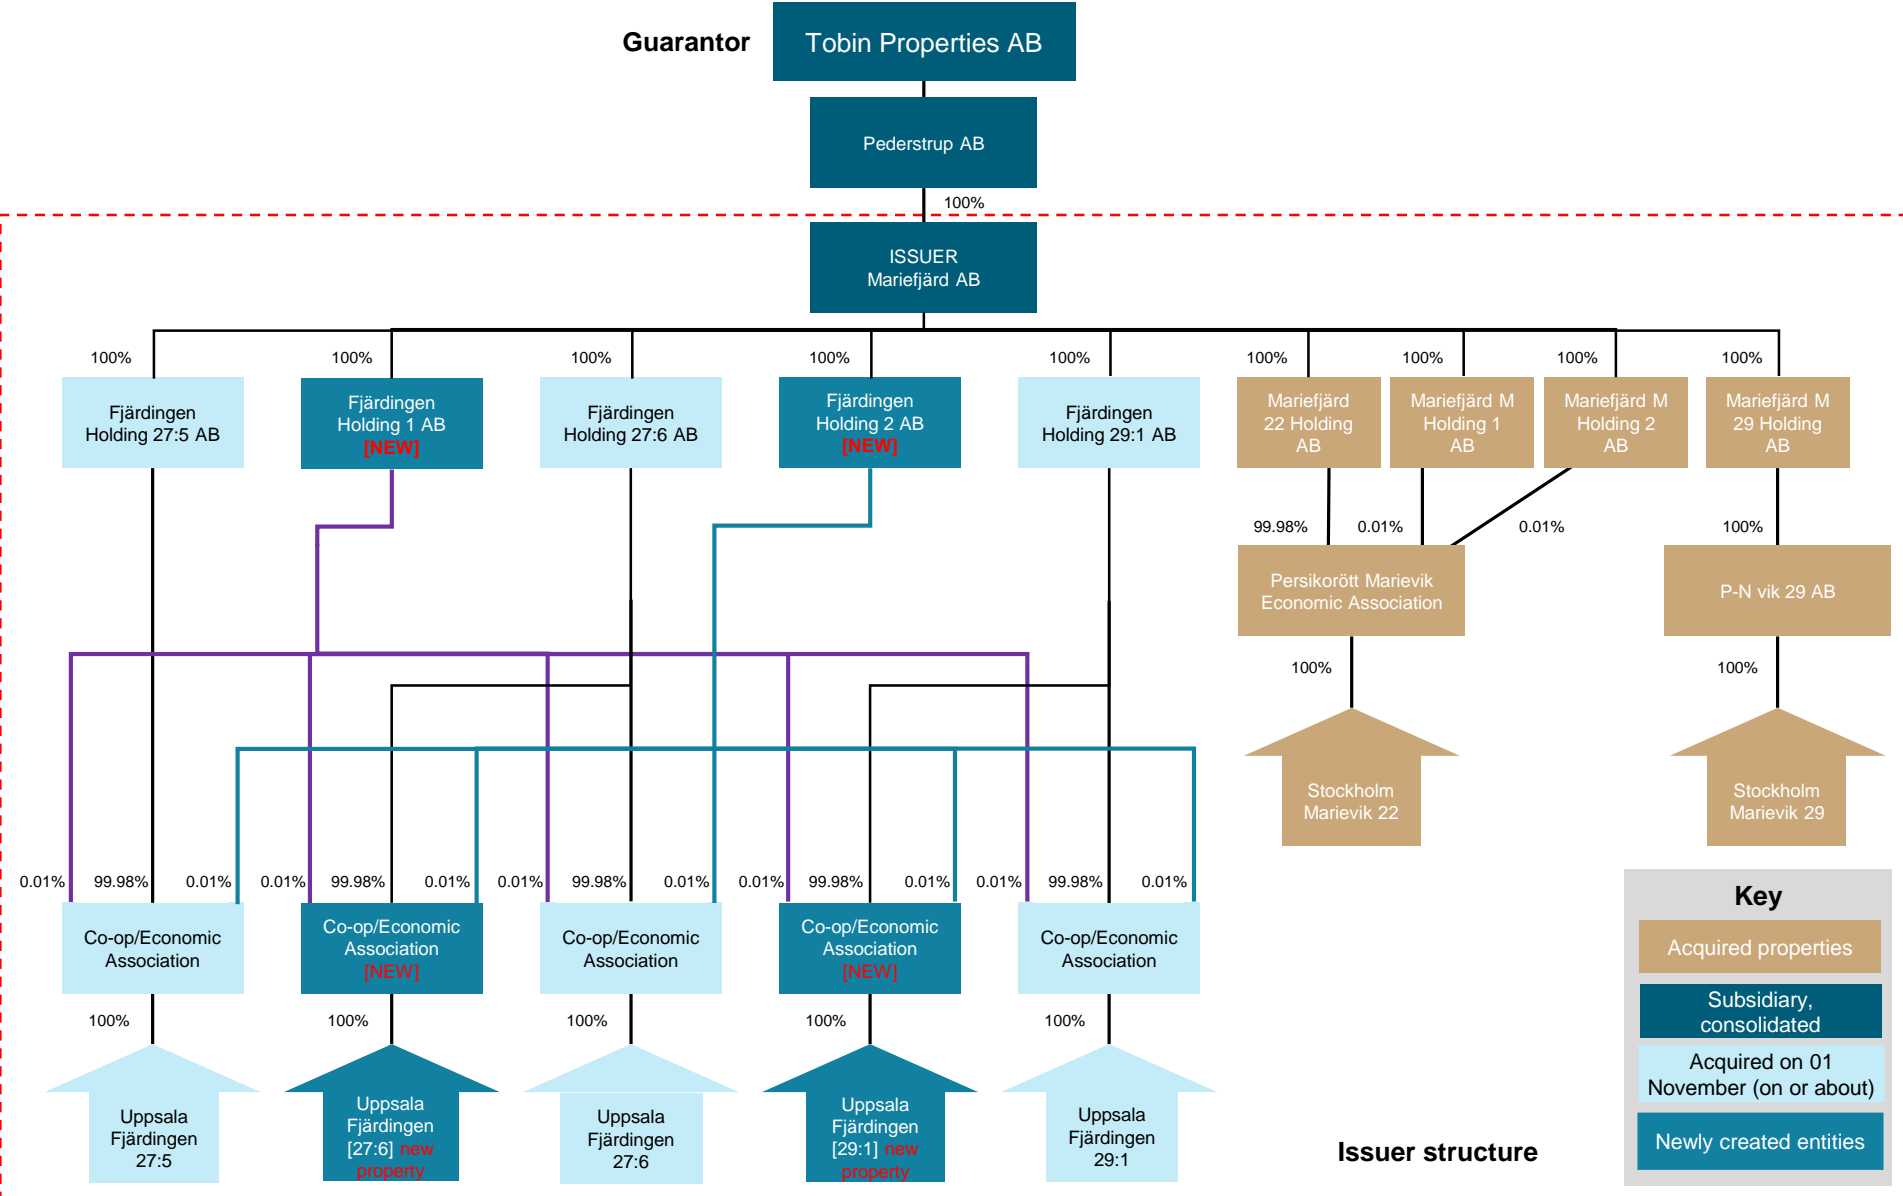 Guarantor
Tobin Properties AB
Pederstrup AB
100%
ISSUER
Mariefjärd AB
100%
100%
100%
100%
100%
100%
100%
100%
100%
Fjärdingen
Holding 27:5 AB
Fjärdingen
Holding 1 AB
[NEW]
Fjärdingen
Holding 27:6 AB
Fjärdingen
Holding 2 AB
[NEW]
Fjärdingen
Holding 29:1 AB
Mariefjärd
22 Holding
AB
Mariefjärd M
Holding 1
AB
Mariefjärd M
Holding 2
AB
Mariefjärd M
29 Holding
AB
99.98%
0.01%
0.01%
100%
Persikorött Marievik
Economic Association
P-N vik 29 AB
100%
100%
Stockholm
Marievik 22
Stockholm
Marievik 29
0.01%
99.98%
0.01%
0.01%
99.98%
0.01%
0.01%
99.98%
0.01%
0.01%
99.98%
0.01%
0.01%
99.98%
0.01%
Co-op/Economic
Association
Co-op/Economic
Association
[NEW]
Co-op/Economic
Association
Co-op/Economic
Association
[NEW]
Co-op/Economic
Association
100%
100%
100%
100%
100%
Uppsala
Fjärdingen
27:5
Uppsala
Fjärdingen
[27:6] new
property
Uppsala
Fjärdingen
27:6
Uppsala
Fjärdingen
[29:1] new
property
Uppsala
Fjärdingen
29:1
Issuer structure
Key
Acquired properties
Subsidiary,
consolidated
Acquired on 01
November (on or about)
Newly created entities